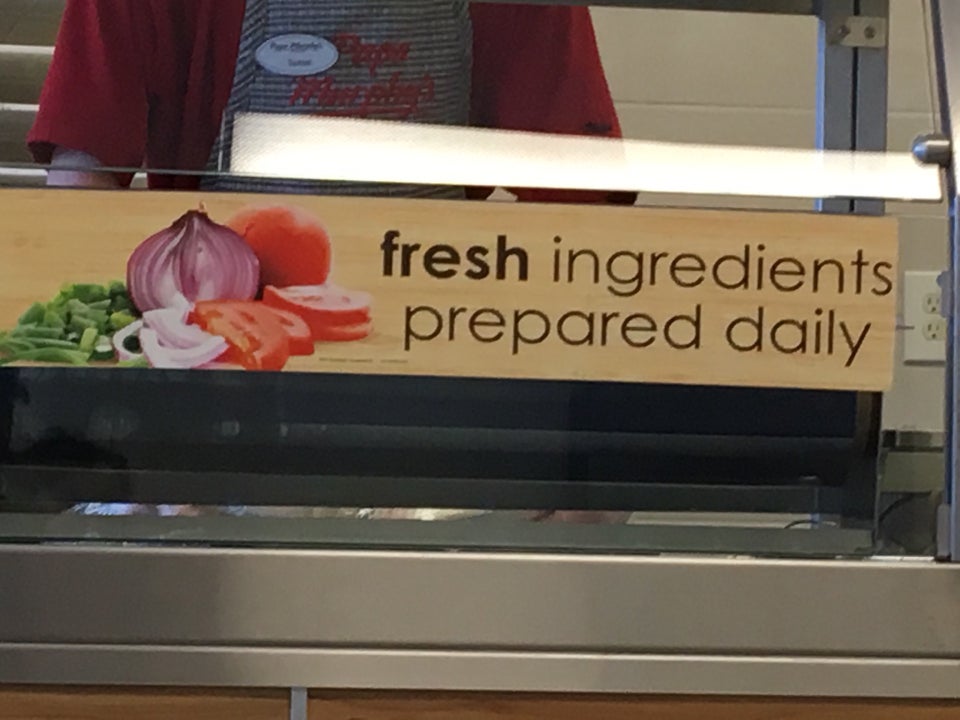 Papa
Murphy's
fresh ingredients
prepared daily